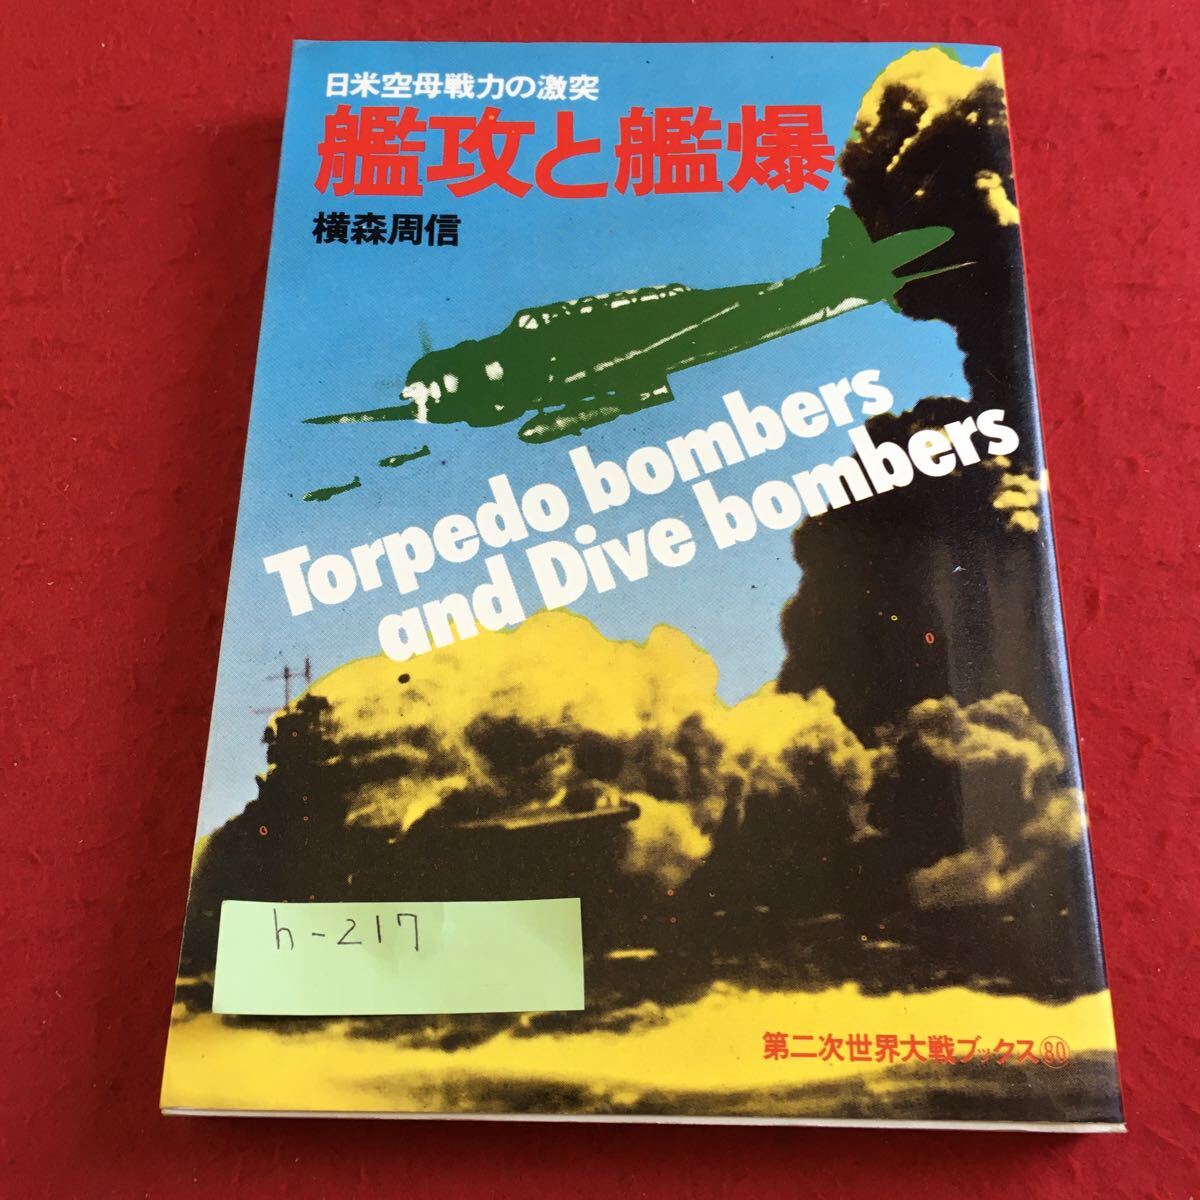 日米空母戦力の激突
艦攻と艦爆
横森周信
Torpedo bombers
and Dive bombers
h-217
第二次世界大戦ブックス80